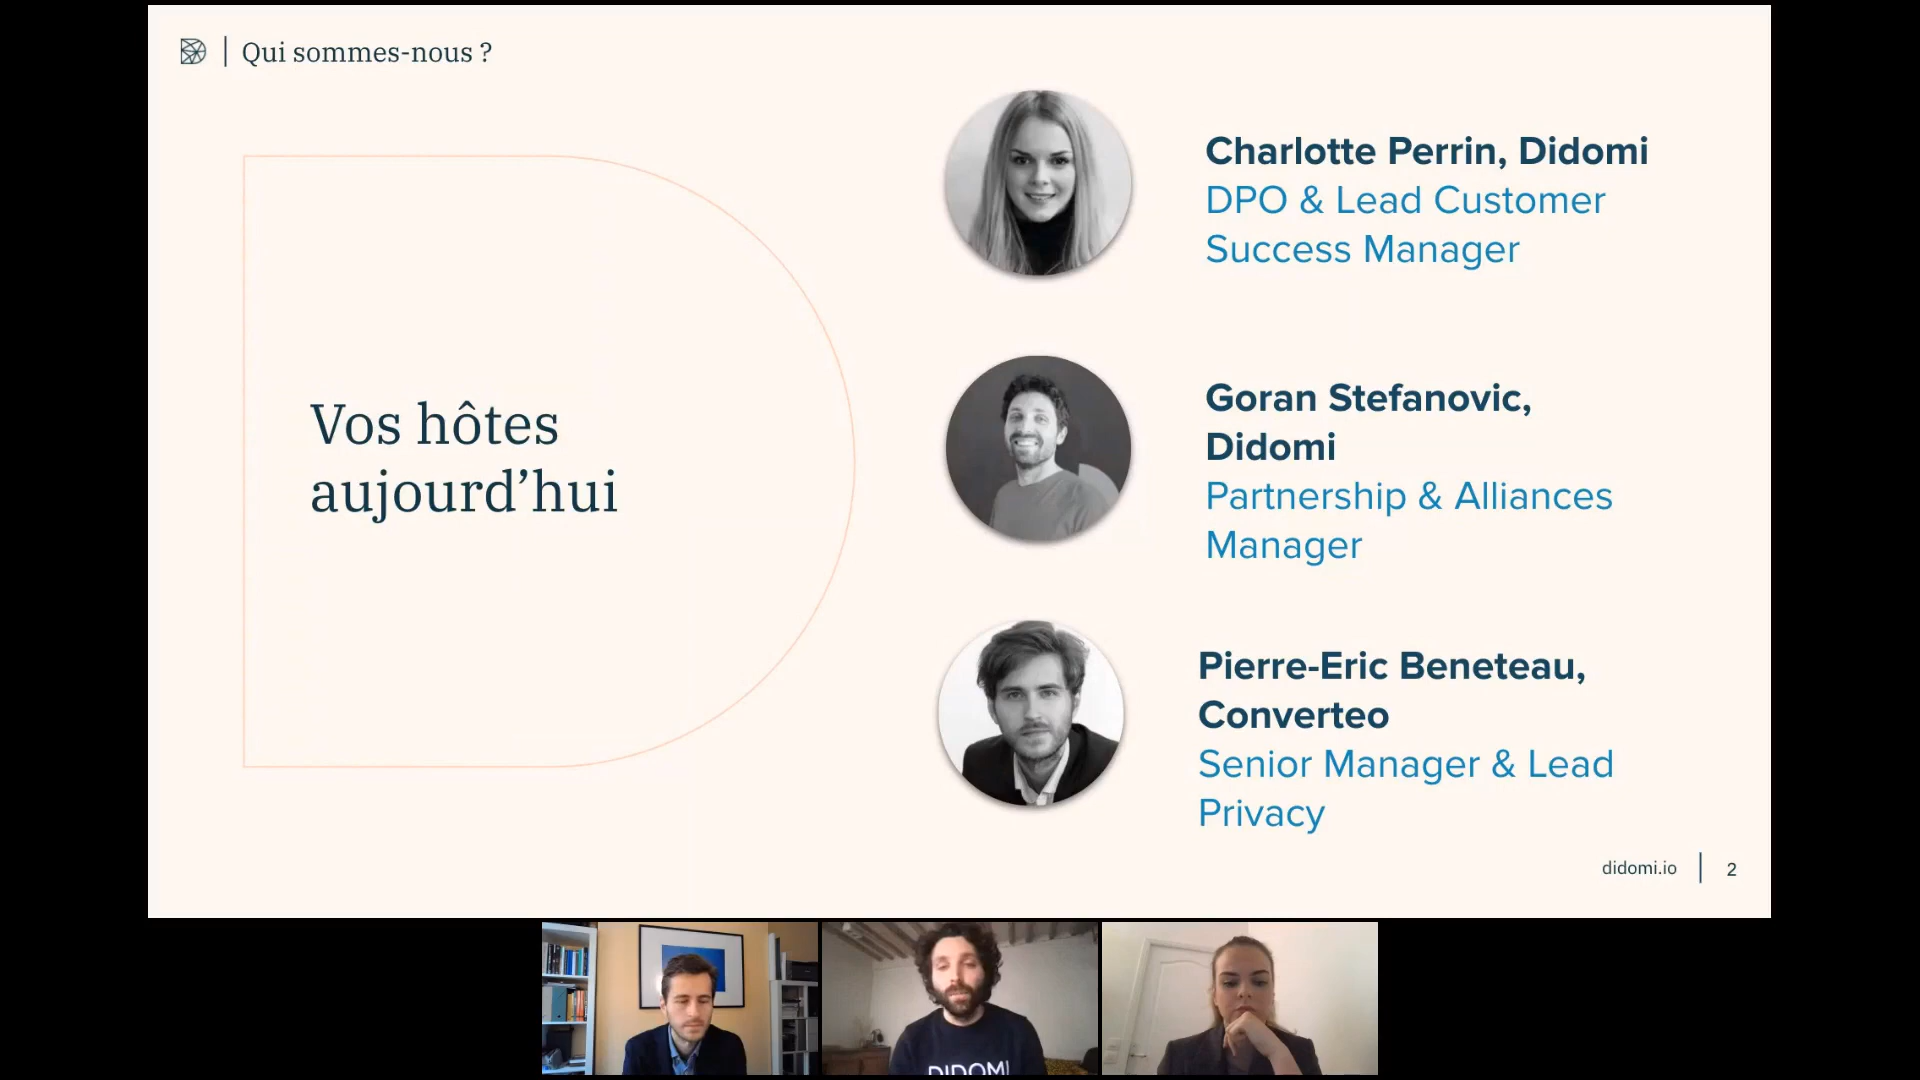 Qui sommes-nous ?
Vos hôtes
aujourd’hui
Charlotte Perrin, Didomi
DPO & Lead Customer
Success Manager
Goran Stefanovic,
Didomi
Partnership & Alliances
Manager
Pierre-Eric Beneteau,
Converteo
Senior Manager & Lead
Privacy
didomi.io
2
DIDOMI